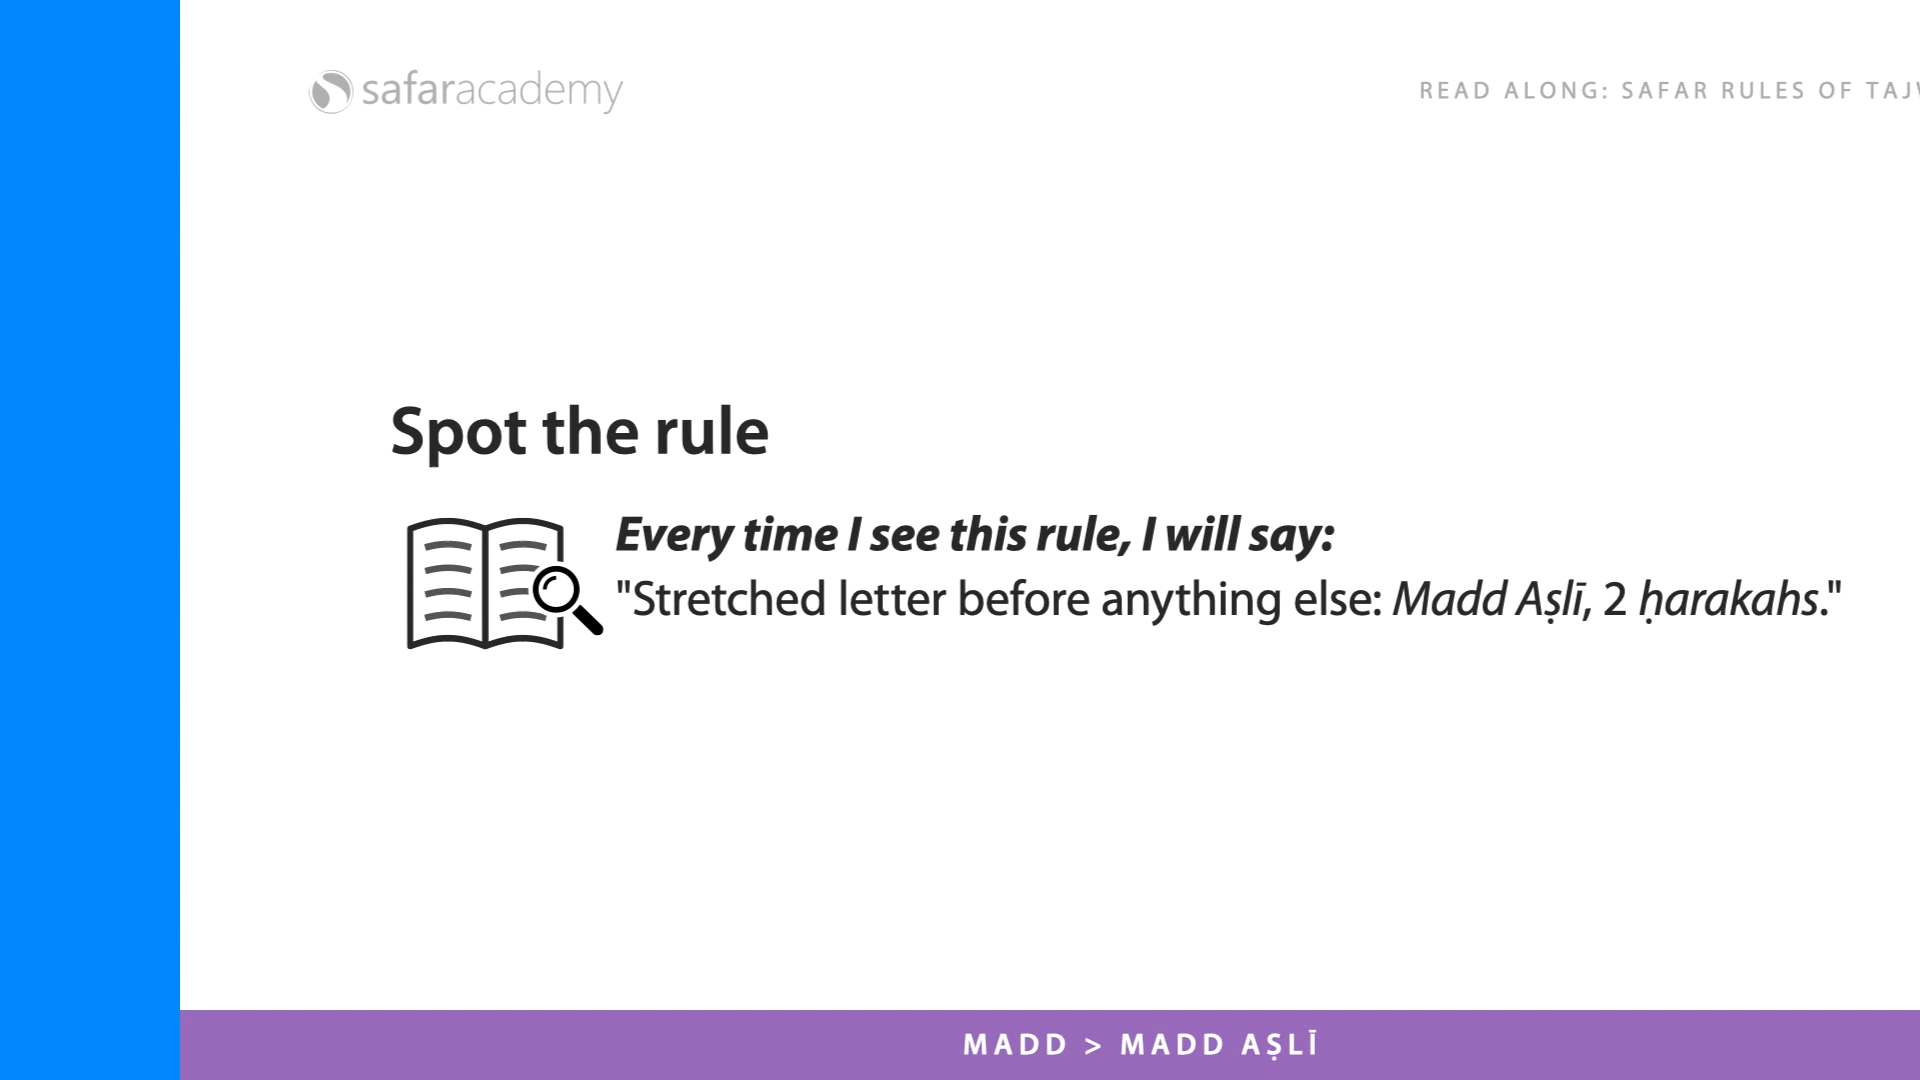 safaracademy
READ ALONG: SAFAR RULES OF
Spot the rule
Every time I see this rule, I will say:
"Stretched letter before anything else: Madd Aṣlī, 2 ḥarakahs."
MADD > MADD AṢLĪ